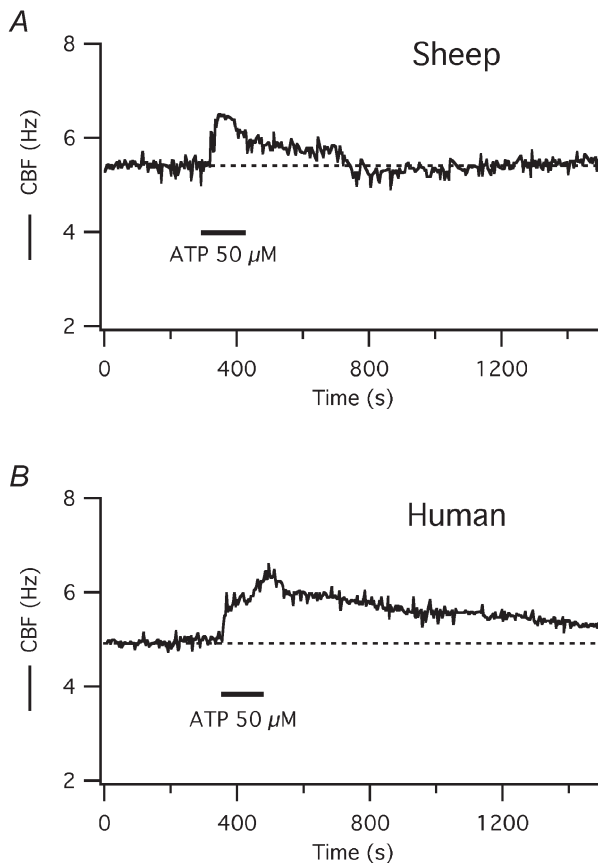 A
Sheep
8
6
4
2
CBF (Hz)
ATP 50 µM
0 400 800 1200
Time (s)
B
Human
8
6
4
2
CBF (Hz)
ATP 50 µM
0 400 800 1200
Time (s)